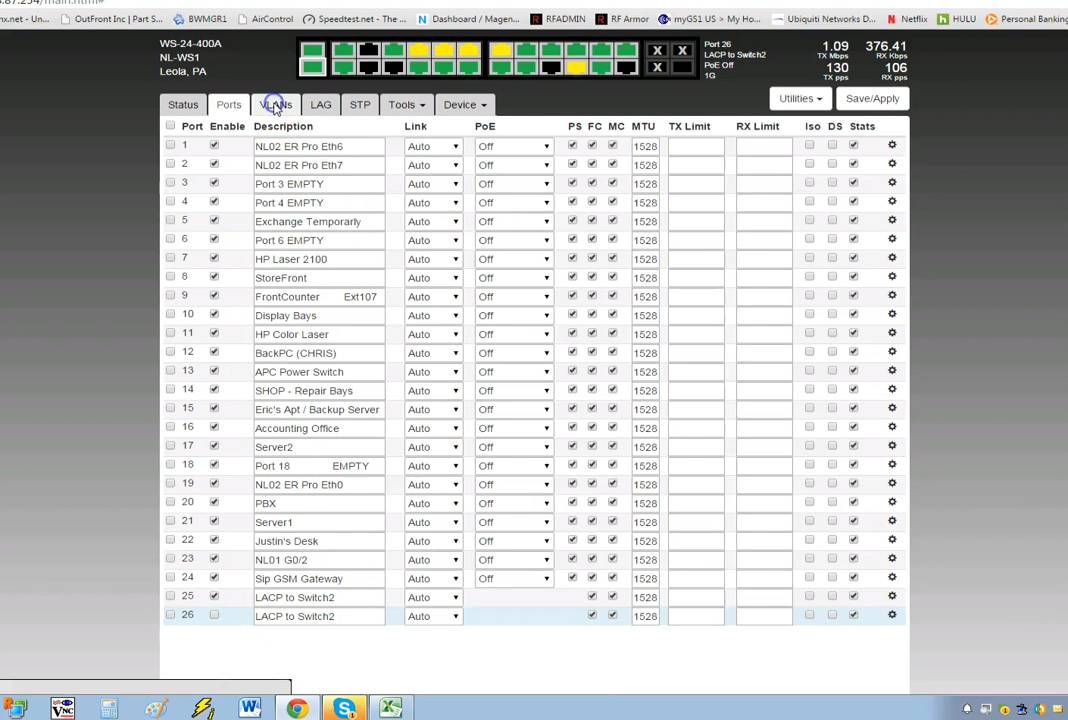 .87.254/main.html#
nx.net - Un... OutFront Inc | Part S... BWMGR1 AirControl Speedtest.net - The ... Dashboard / Magen... RFADMIN RF Armor myGS1 US > My Ho... Ubiquiti Networks D... Netflix HULU Personal Banking
WS-24-400A
NL-WS1
Leola, PA
X X
X
Port 26
LACP to Switch2
PoE Off
1G
1.09 376.41
TX Mbps RX Kbps
130 106
TX pps RX pps
Status Ports VLANs LAG STP Tools Device Utilities Save/Apply
Port Enable Description Link PoE PS FC MC MTU TX Limit RX Limit Iso DS Stats
1 NL02 ER Pro Eth6 Auto Off 1528
2 NL02 ER Pro Eth7 Auto Off 1528
3 Port 3 EMPTY Auto Off 1528
4 Port 4 EMPTY Auto Off 1528
5 Exchange Temporarly Auto Off 1528
6 Port 6 EMPTY Auto Off 1528
7 HP Laser 2100 Auto Off 1528
8 StoreFront Auto Off 1528
9 FrontCounter Ext107 Auto Off 1528
10 Display Bays Auto Off 1528
11 HP Color Laser Auto Off 1528
12 BackPC (CHRIS) Auto Off 1528
13 APC Power Switch Auto Off 1528
14 SHOP - Repair Bays Auto Off 1528
15 Eric's Apt / Backup Server Auto Off 1528
16 Accounting Office Auto Off 1528
17 Server2 Auto Off 1528
18 Port 18 EMPTY Auto Off 1528
19 NL02 ER Pro Eth0 Auto Off 1528
20 PBX Auto Off 1528
21 Server1 Auto Off 1528
22 Justin's Desk Auto Off 1528
23 NL01 G0/2 Auto Off 1528
24 Sip GSM Gateway Auto Off 1528
25 LACP to Switch2 Auto 1528
26 LACP to Switch2 Auto 1528